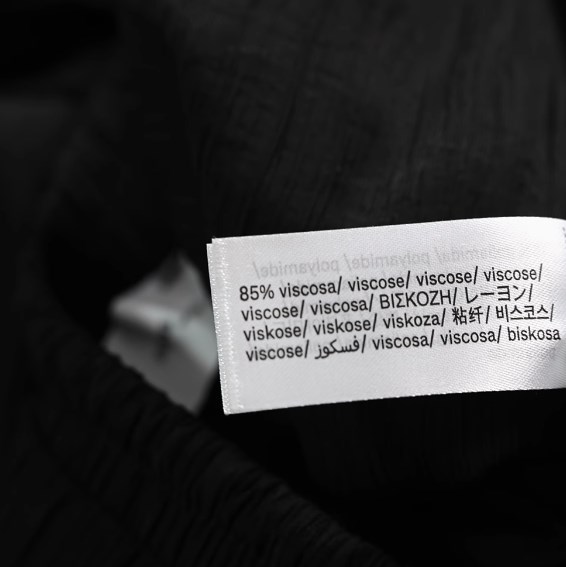 85% viscosa/ viscose/ viscose/ viscose/
viscose/ viscosa/ ΒΙΣΚΟΖΗ/ レーヨン/
viskose/ viskose/ viskoza/ 粘纤/ 비스코스/
viscose/ فسكوز/ viscosa/ viscosa/ biskosa